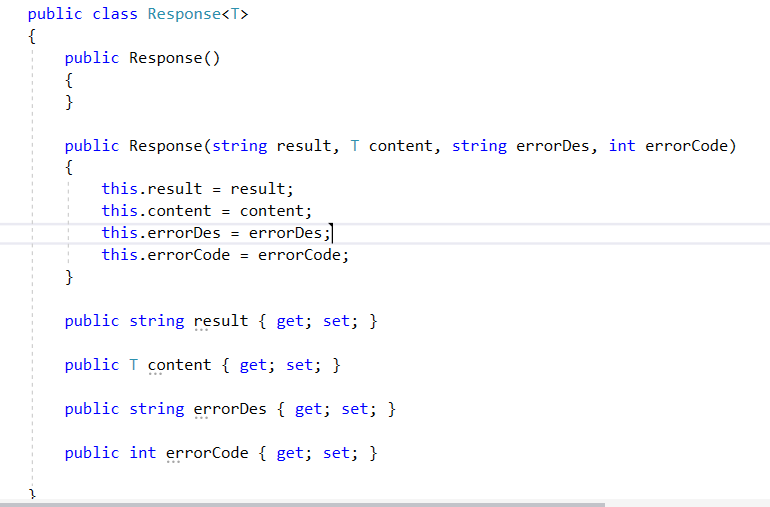 public class Response<T>
{
public Response()
{
}
public Response(string result, T content, string errorDes, int errorCode)
{
this.result = result;
this.content = content;
this.errorDes = errorDes;
this.errorCode = errorCode;
}
public string result { get; set; }
public T content { get; set; }
public string errorDes { get; set; }
public int errorCode { get; set; }
}